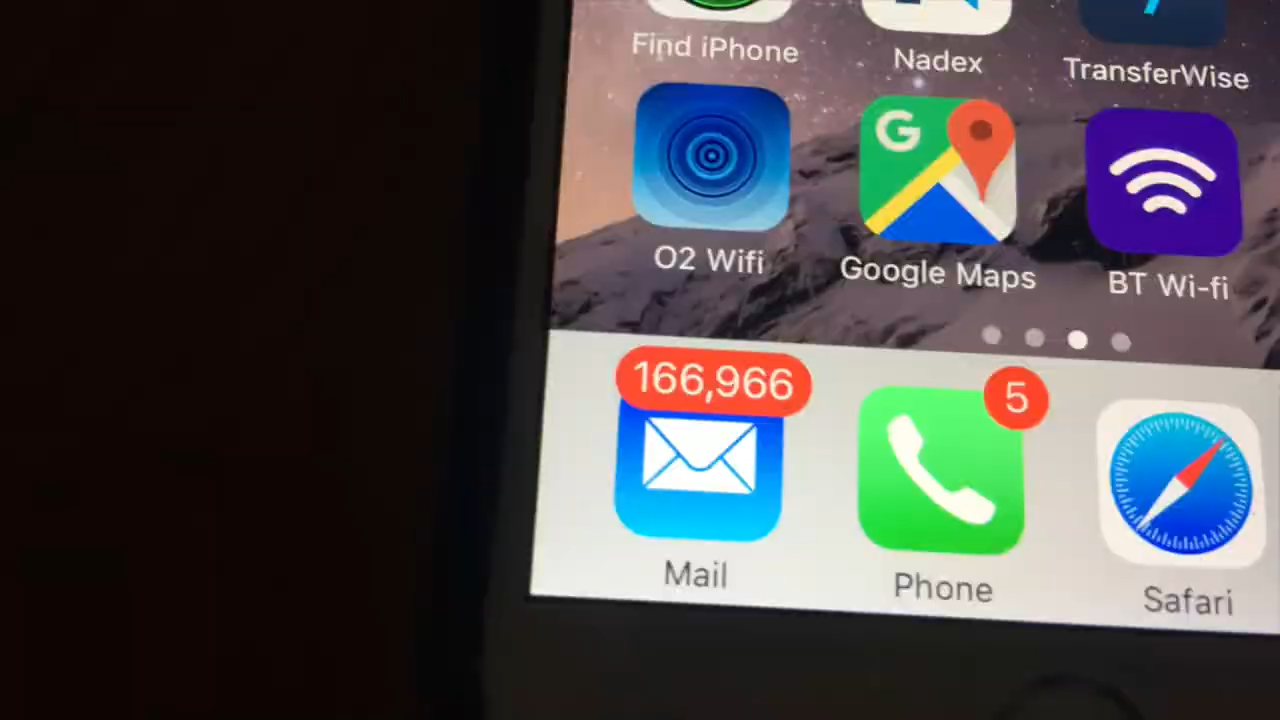 Find iPhone
Nadex
TransferWise
G
O2 Wifi
Google Maps
BT Wi-fi
166,966
5
Mail
Phone
Safari